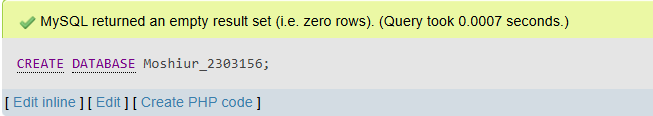 MySQL returned an empty result set (i.e. zero rows). (Query took 0.0007 seconds.)
CREATE DATABASE Moshiur_2303156;
[ Edit inline ] [ Edit ] [ Create PHP code ]